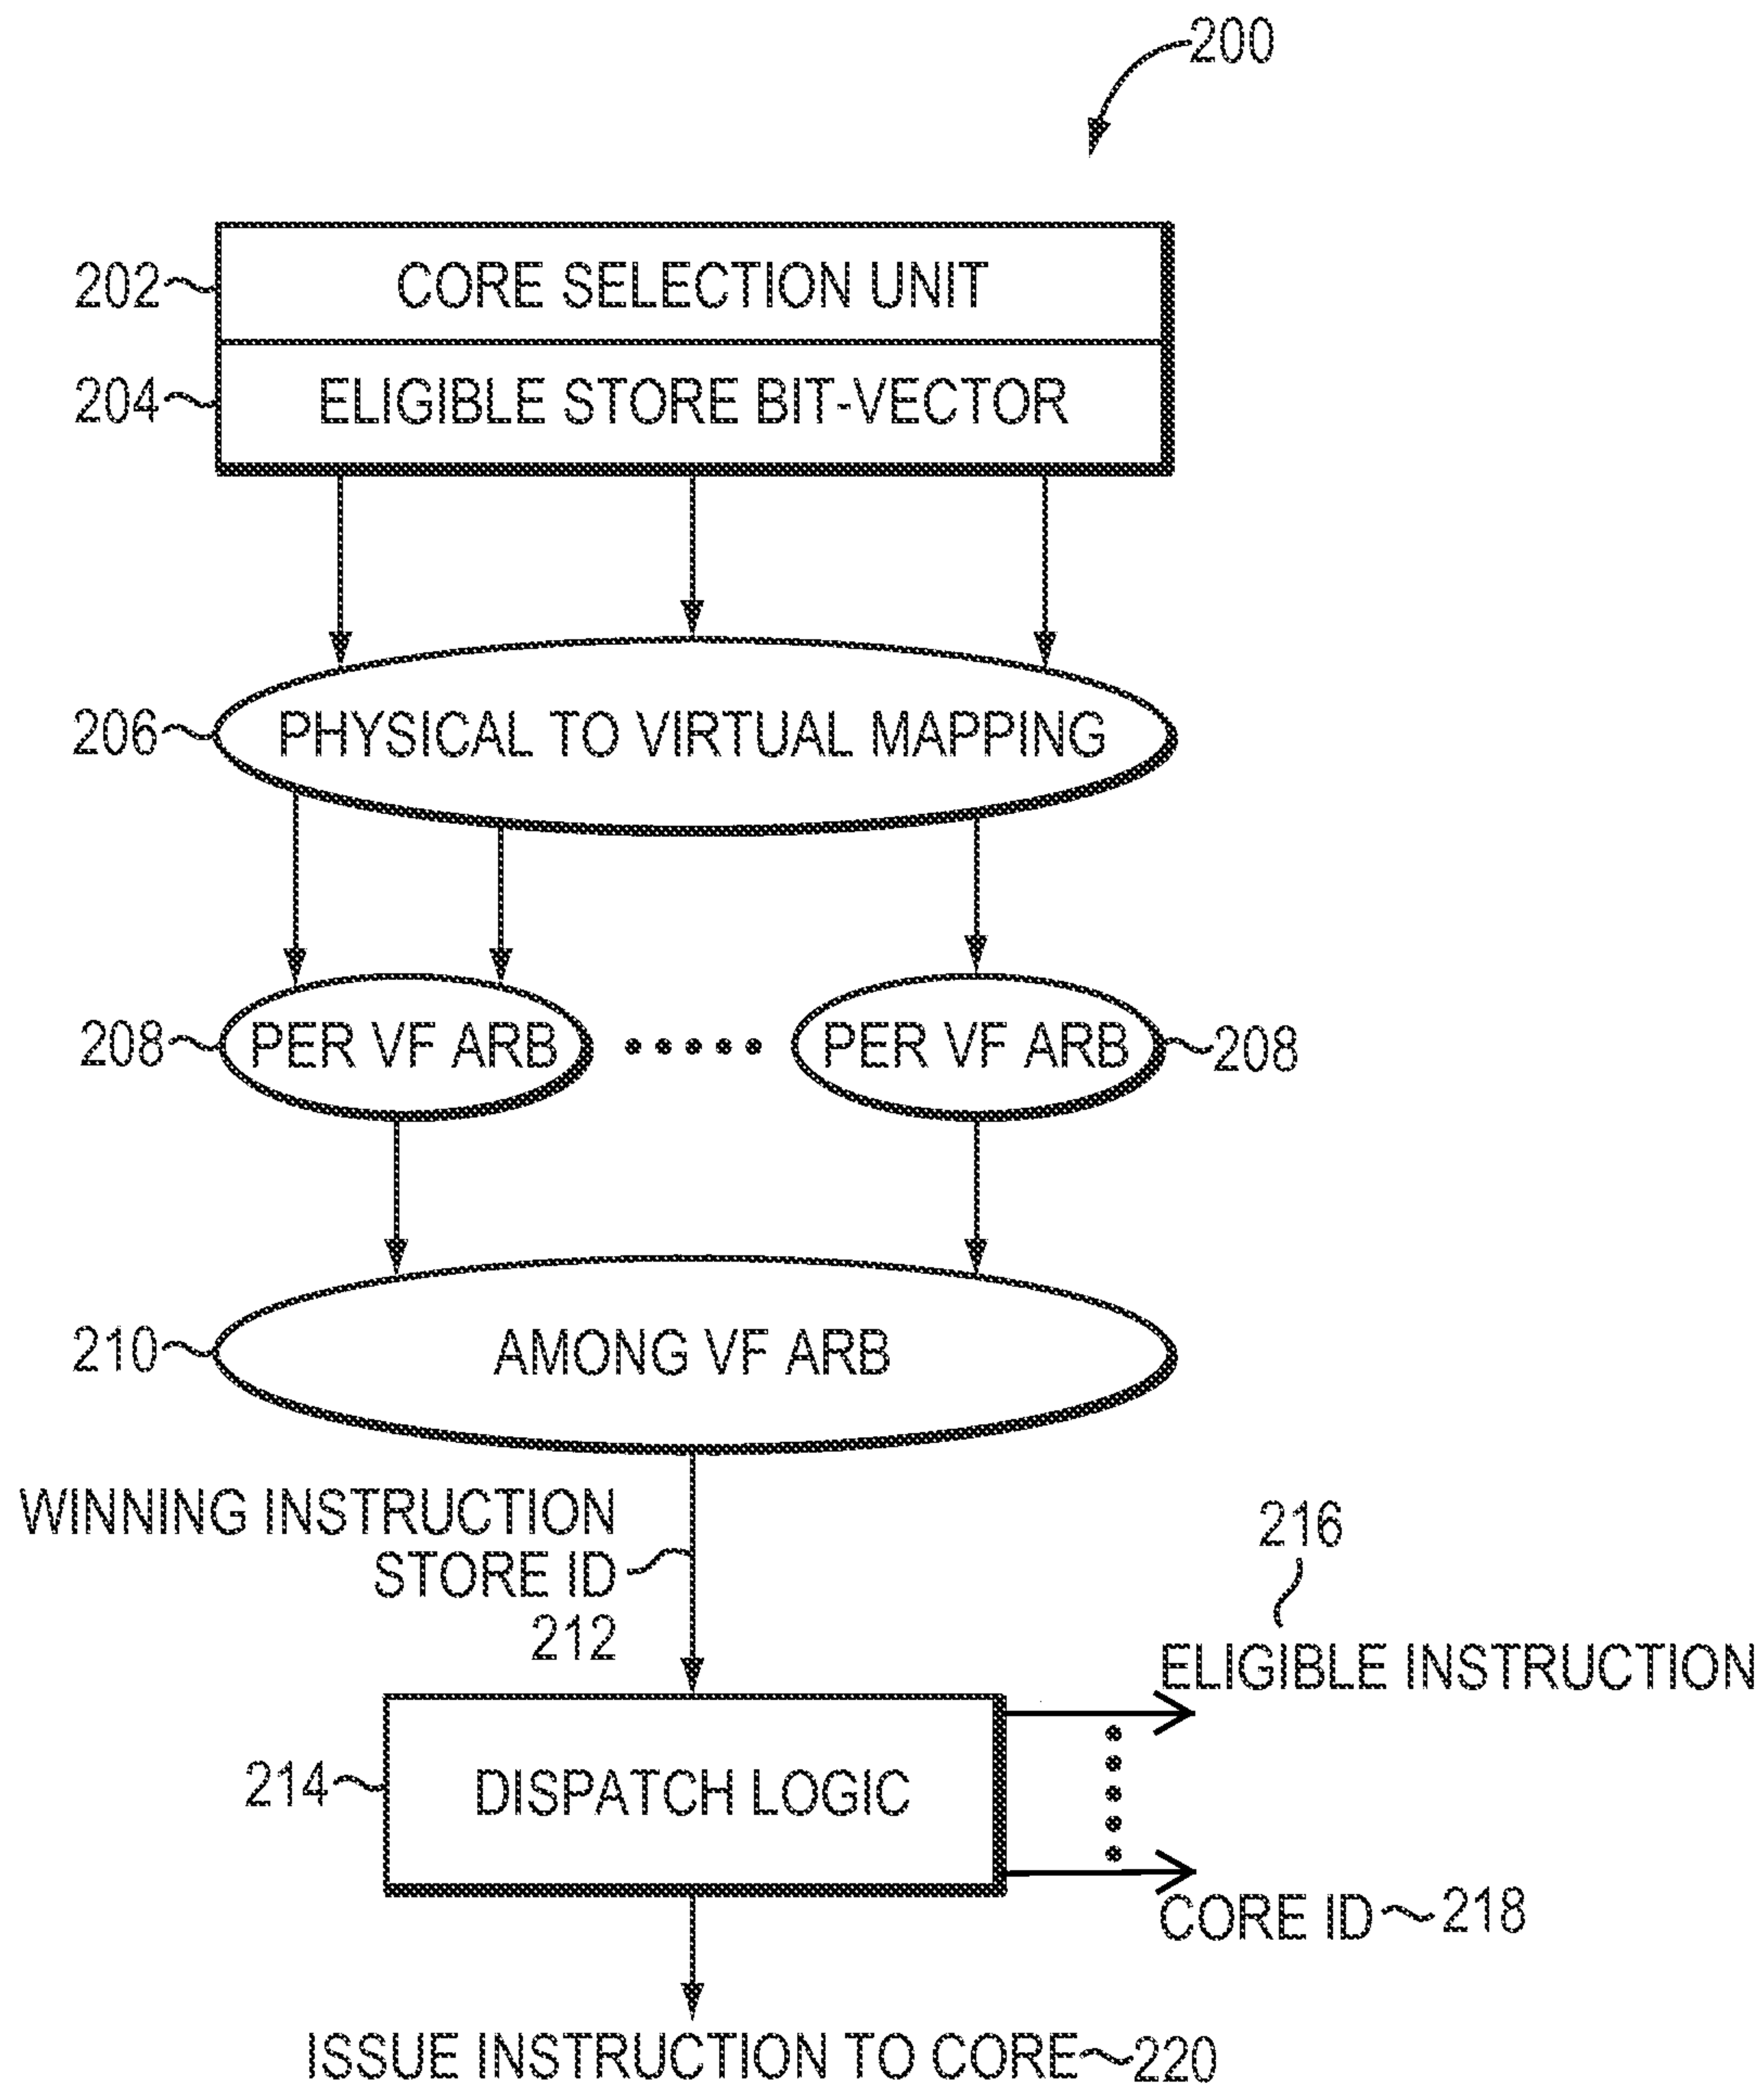 200
202 CORE SELECTION UNIT
204 ELIGIBLE STORE BIT-VECTOR
206 PHYSICAL TO VIRTUAL MAPPING
208 PER VF ARB PER VF ARB 208
210 AMONG VF ARB
WINNING INSTRUCTION
STORE ID
212
216
ELIGIBLE INSTRUCTION
214 DISPATCH LOGIC
CORE ID 218
ISSUE INSTRUCTION TO CORE 220